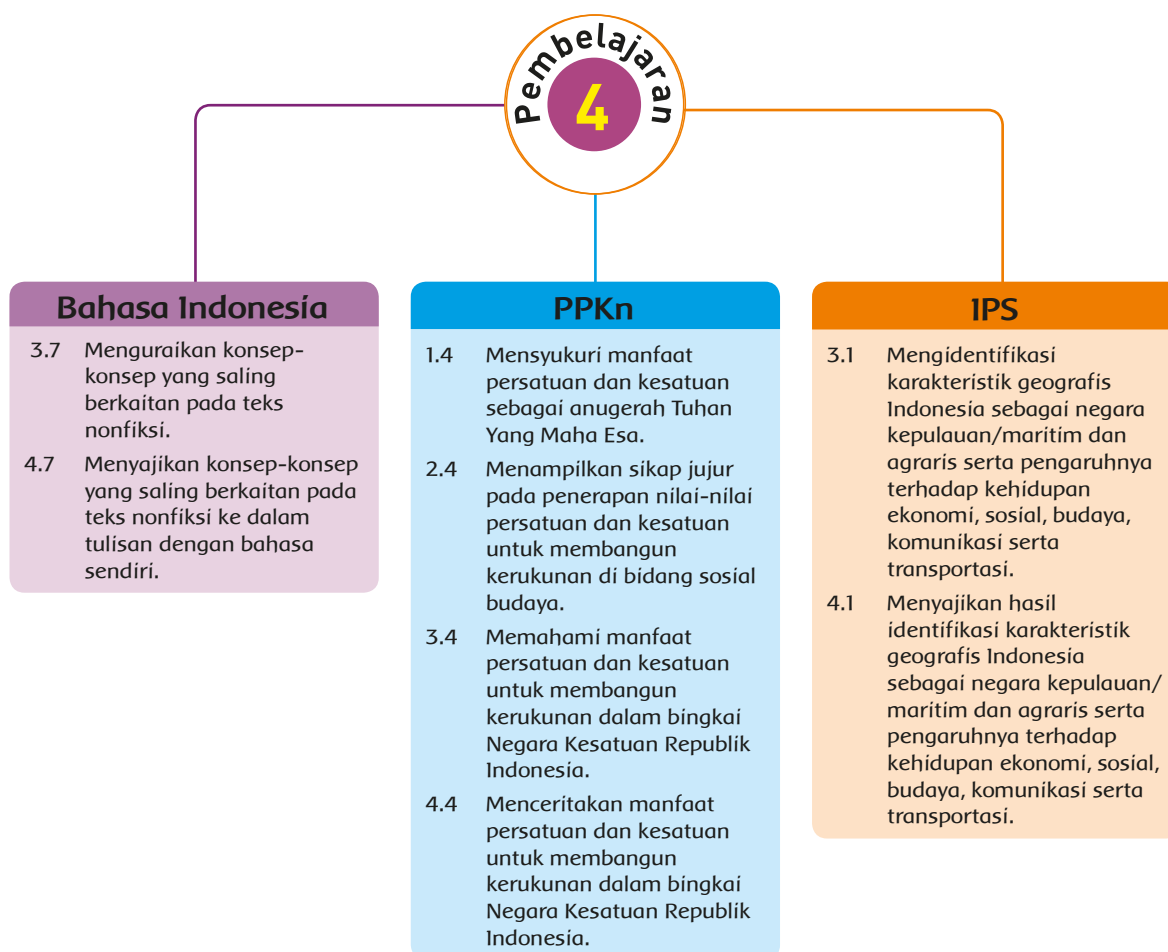 Pembelajaran
4
Bahasa Indonesia
3.7 Menguraikan konsep-
konsep yang saling
berkaitan pada teks
nonfiksi.
4.7 Menyajikan konsep-konsep
yang saling berkaitan pada
teks nonfiksi ke dalam
tulisan dengan bahasa
sendiri.
PPKn
1.4 Mensyukuri manfaat
persatuan dan kesatuan
sebagai anugerah Tuhan
Yang Maha Esa.
2.4 Menampilkan sikap jujur
pada penerapan nilai-nilai
persatuan dan kesatuan
untuk membangun
kerukunan di bidang sosial
budaya.
3.4 Memahami manfaat
persatuan dan kesatuan
untuk membangun
kerukunan dalam bingkai
Negara Kesatuan Republik
Indonesia.
4.4 Menceritakan manfaat
persatuan dan kesatuan
untuk membangun
kerukunan dalam bingkai
Negara Kesatuan Republik
Indonesia.
IPS
3.1 Mengidentifikasi
karakteristik geografis
Indonesia sebagai negara
kepulauan/maritim dan
agraris serta pengaruhnya
terhadap kehidupan
ekonomi, sosial, budaya,
komunikasi serta
transportasi.
4.1 Menyajikan hasil
identifikasi karakteristik
geografis Indonesia
sebagai negara kepulauan/
maritim dan agraris serta
pengaruhnya terhadap
kehidupan ekonomi, sosial,
budaya, komunikasi serta
transportasi.